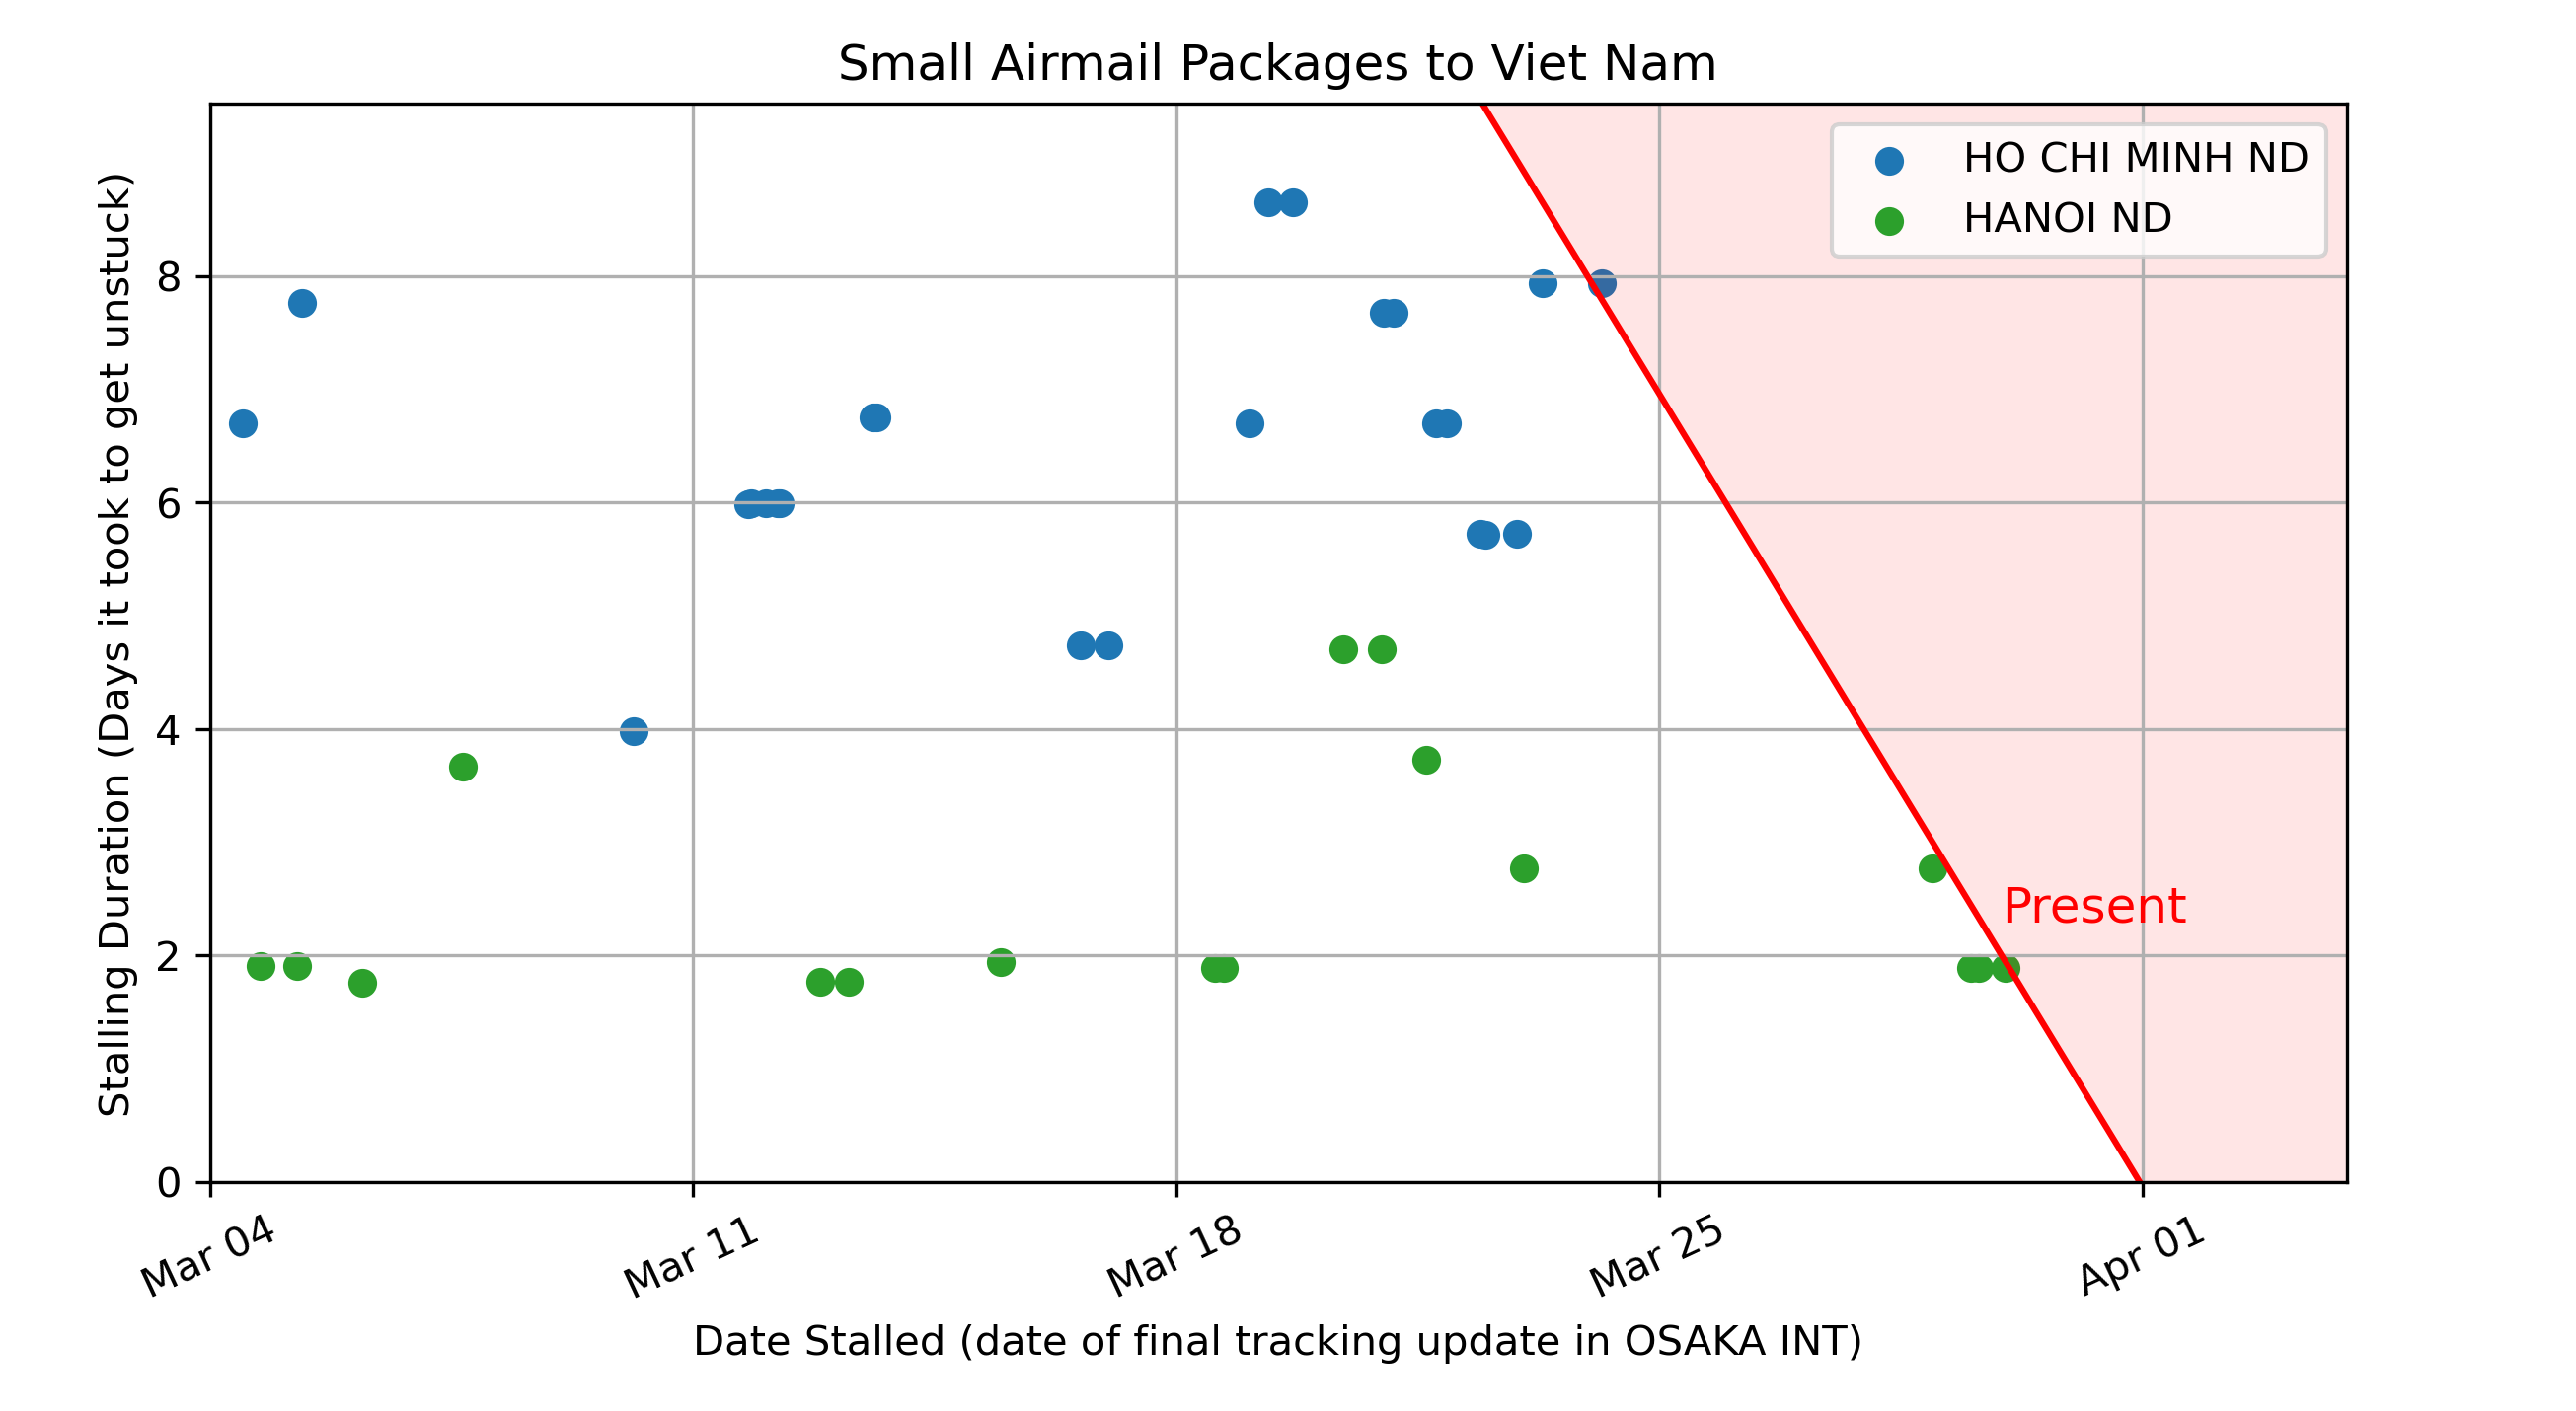 Small Airmail Packages to Viet Nam
HO CHI MINH ND
HANOI ND
Stalling Duration (Days it took to get unstuck)
8
6
4
2
0
Present
Mar 04
Mar 11
Mar 18
Mar 25
Apr 01
Date Stalled (date of final tracking update in OSAKA INT)